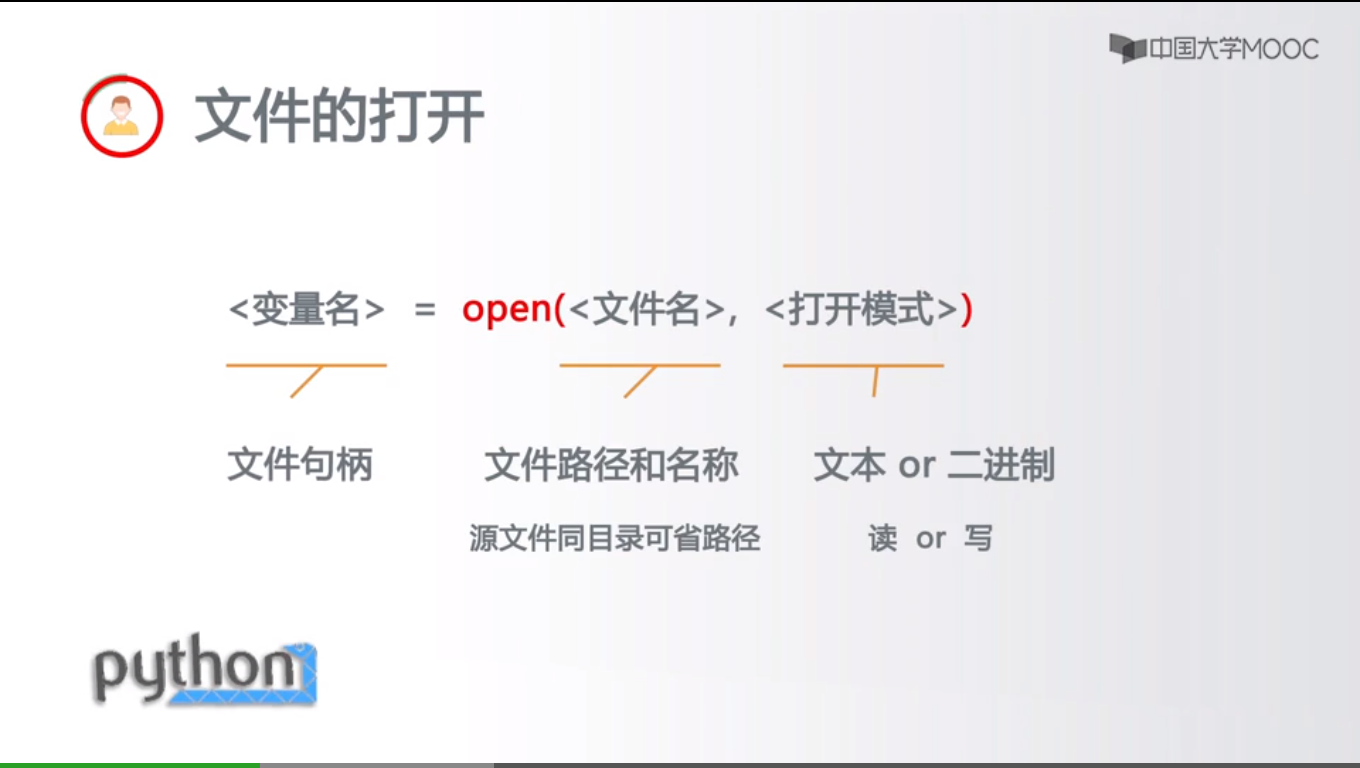 中国大学MOOC
文件的打开
<变量名> = open(<文件名>, <打开模式>)
文件句柄 文件路径和名称 文本 or 二进制
源文件同目录可省路径 读 or 写
python